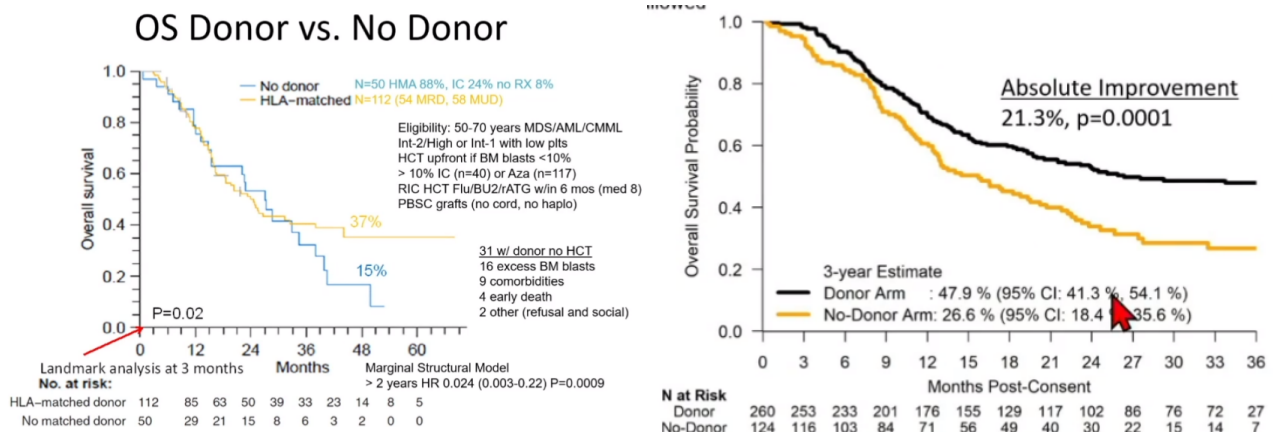 OS Donor vs. No Donor
No donor N=50 HMA 88%, IC 24% no RX 8%
HLA-matched N=112 (54 MRD, 58 MUD)
Eligibility: 50-70 years MDS/AML/CMML
Int-2/High or Int-1 with low plts
HCT upfront if BM blasts <10%
> 10% IC (n=40) or Aza (n=117)
RIC HCT Flu/BU2/rATG w/in 6 mos (med 8)
PBSC grafts (no cord, no haplo)
37%
15%
31 w/ donor no HCT
16 excess BM blasts
9 comorbidities
4 early death
2 other (refusal and social)
P=0.02
Overall survival
1.0
0.8
0.6
0.4
0.2
0.0
0 12 24 36 48 60
Landmark analysis at 3 months
Months
Marginal Structural Model
> 2 years HR 0.024 (0.003-0.22) P=0.0009
No. at risk:
HLA-matched donor 112 85 63 50 39 33 23 14 8 5
No matched donor 50 29 21 15 8 6 3 2 0 0
Overall Survival Probability
1.0
0.8
0.6
0.4
0.2
0.0
Absolute Improvement
21.3%, p=0.0001
3-year Estimate
Donor Arm : 47.9 % (95% CI: 41.3 %, 54.1 %)
No-Donor Arm: 26.6 % (95% CI: 18.4 35.6 %)
0 3 6 9 12 15 18 21 24 27 30 33 36
Months Post-Consent
N at Risk
Donor 260 253 233 201 176 155 129 117 102 86 76 72 27
No-Donor 124 116 103 84 71 56 49 40 30 22 15 14 7